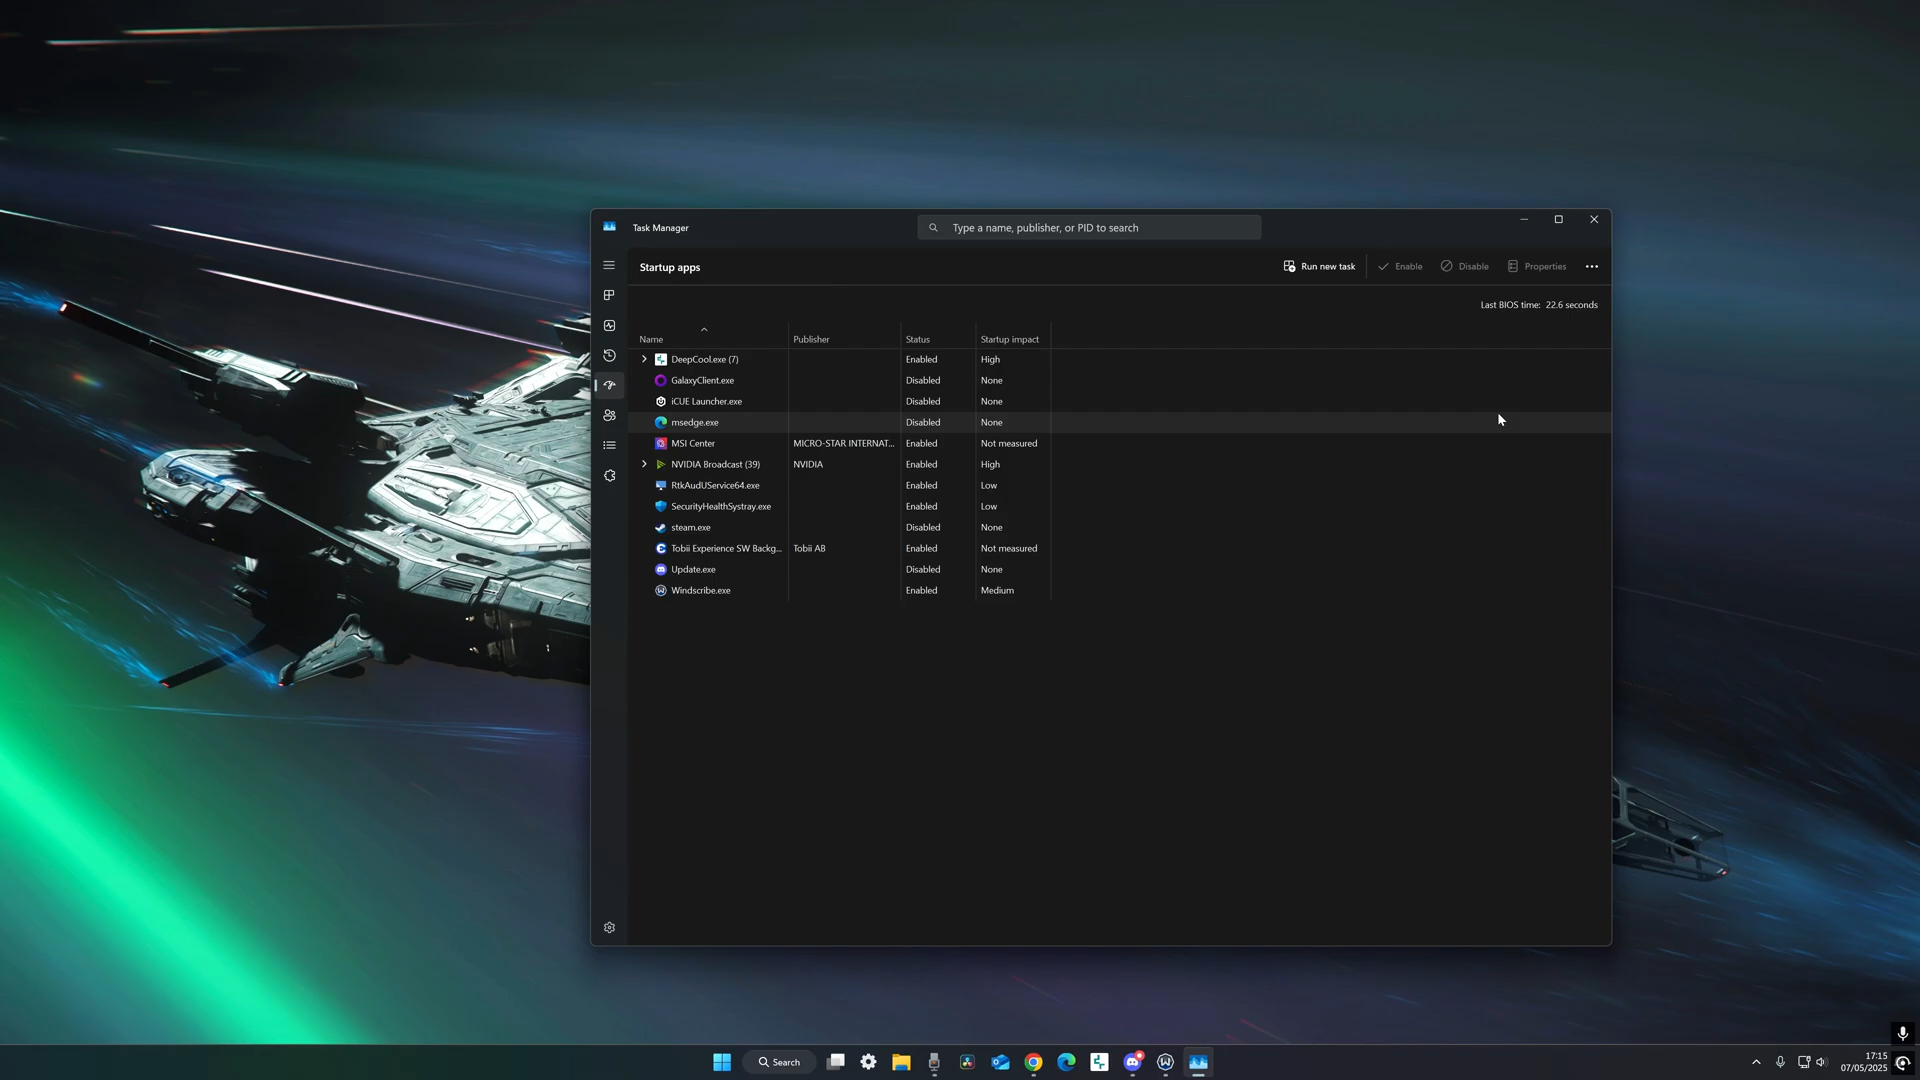 Task Manager
Type a name, publisher, or PID to search
Startup apps
Run new task
Enable
Disable
Properties
Last BIOS time: 22.6 seconds
Name Publisher Status Startup impact
DeepCool.exe (7) Enabled High
GalaxyClient.exe Disabled None
iCUE Launcher.exe Disabled None
msedge.exe Disabled None
MSI Center MICRO-STAR INTERNAT... Enabled Not measured
NVIDIA Broadcast (39) NVIDIA Enabled High
RtkAudUService64.exe Enabled Low
SecurityHealthSystray.exe Enabled Low
steam.exe Disabled None
Tobii Experience SW Backg... Tobii AB Enabled Not measured
Update.exe Disabled None
Windscribe.exe Enabled Medium
Search
17:15
07/05/2025